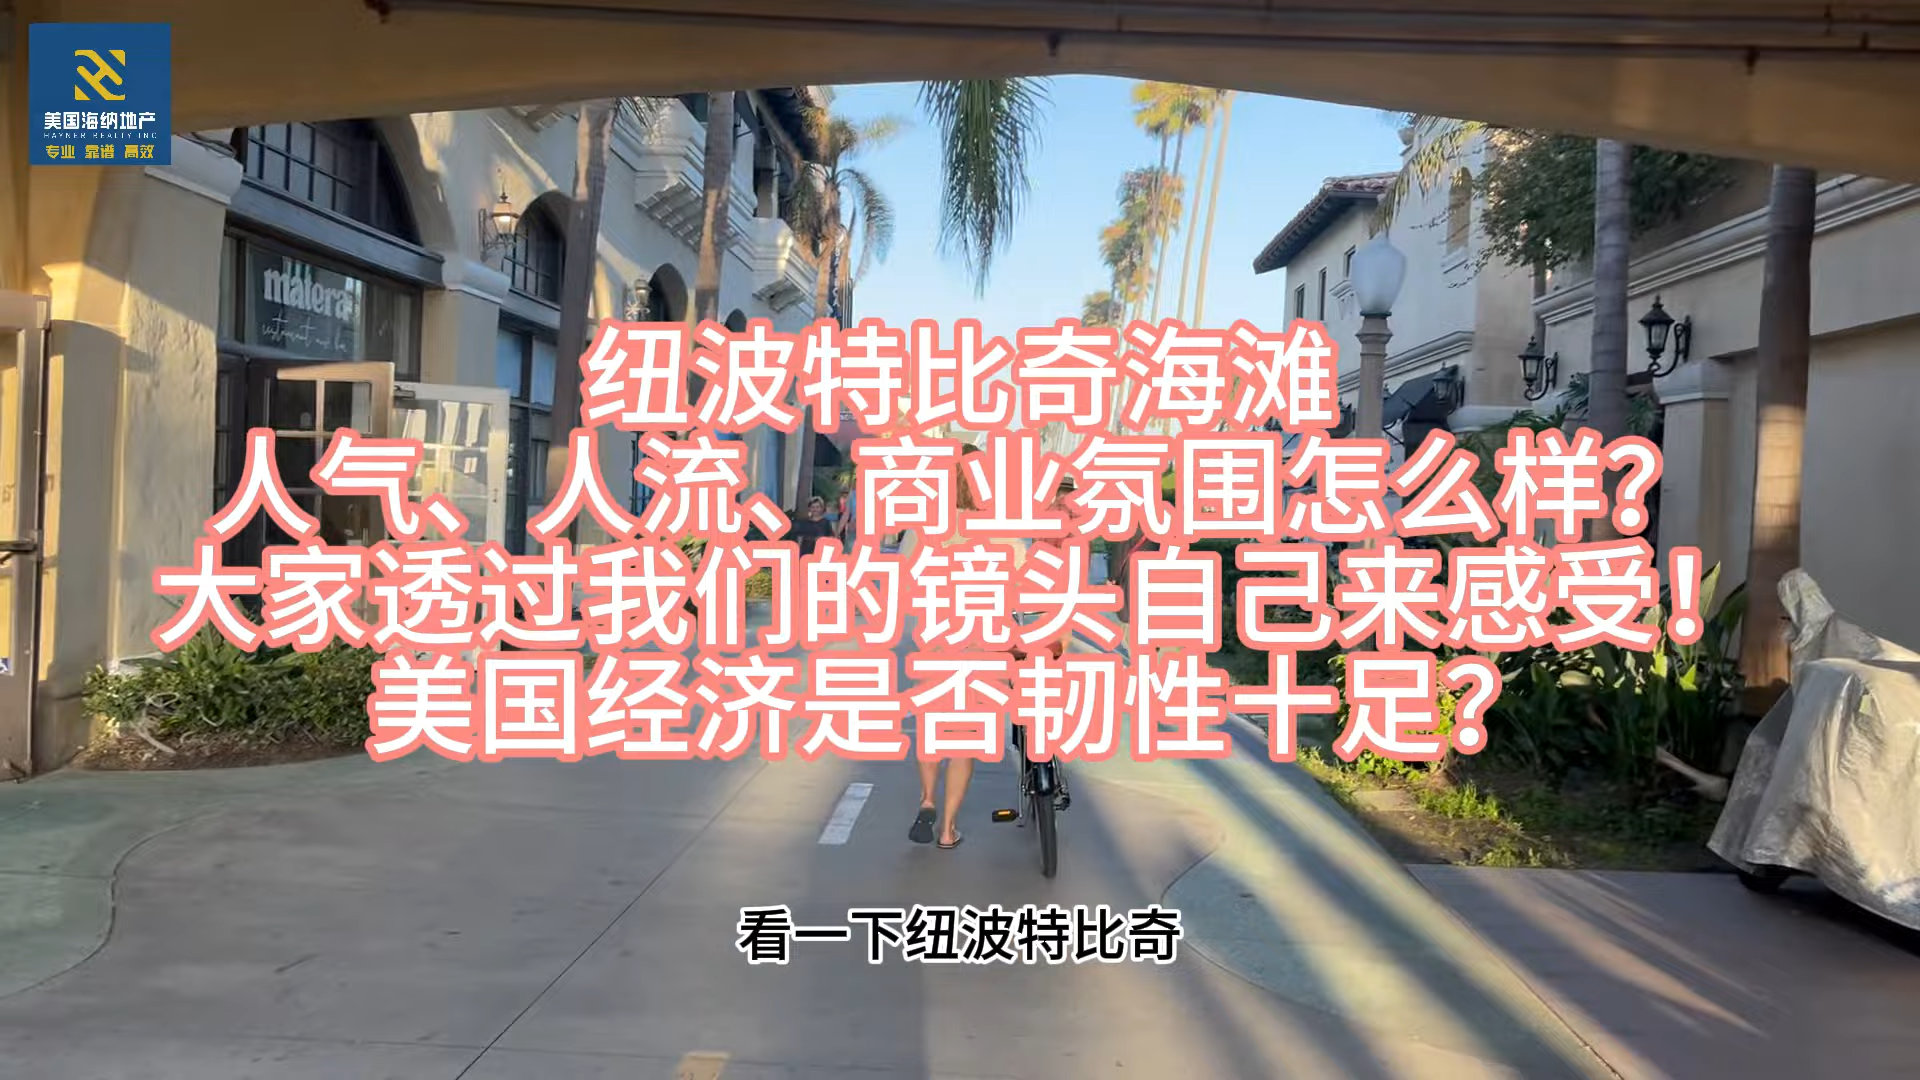 美国海纳地产
HAYNER REALTY INC
专业 靠谱 高效
matera
纽波特比奇海滩
人气、人流、商业氛围怎么样？
大家透过我们的镜头自己来感受！
美国经济是否韧性十足？
看一下纽波特比奇